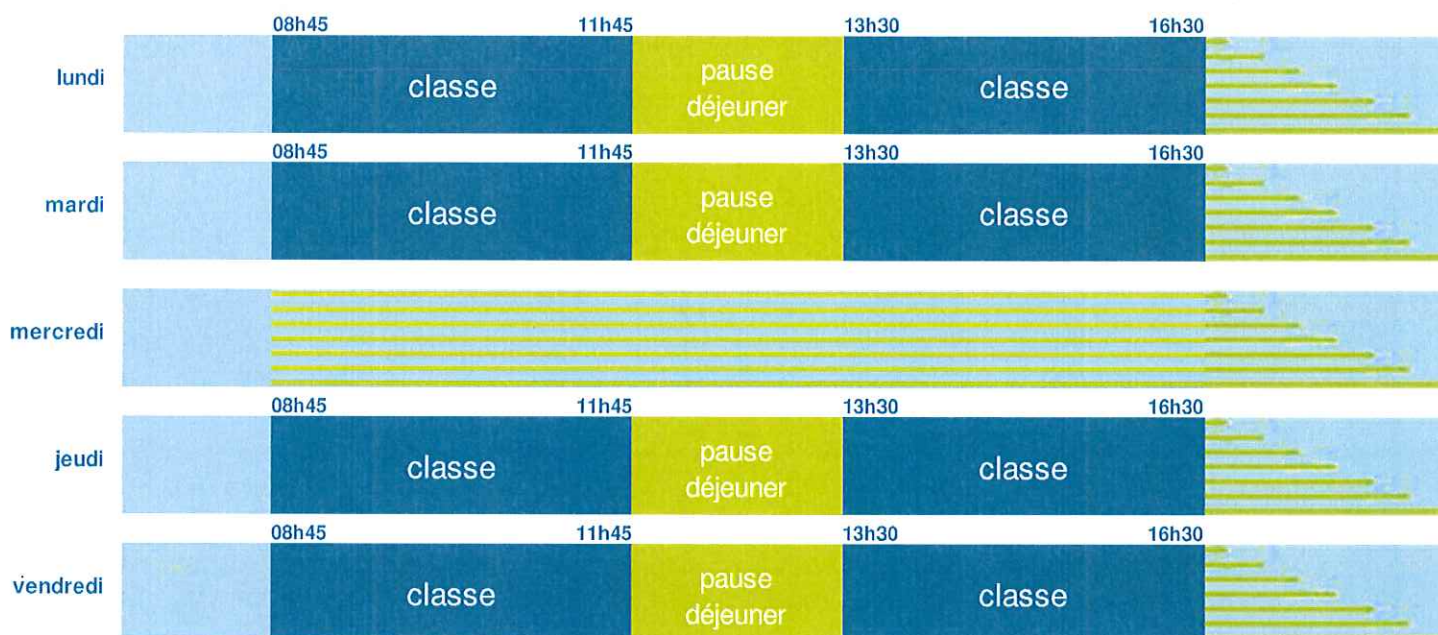 08h45 11h45 13h30 16h30
lundi classe pause déjeuner classe
08h45 11h45 13h30 16h30
mardi classe pause déjeuner classe
mercredi
08h45 11h45 13h30 16h30
jeudi classe pause déjeuner classe
08h45 11h45 13h30 16h30
vendredi classe pause déjeuner classe